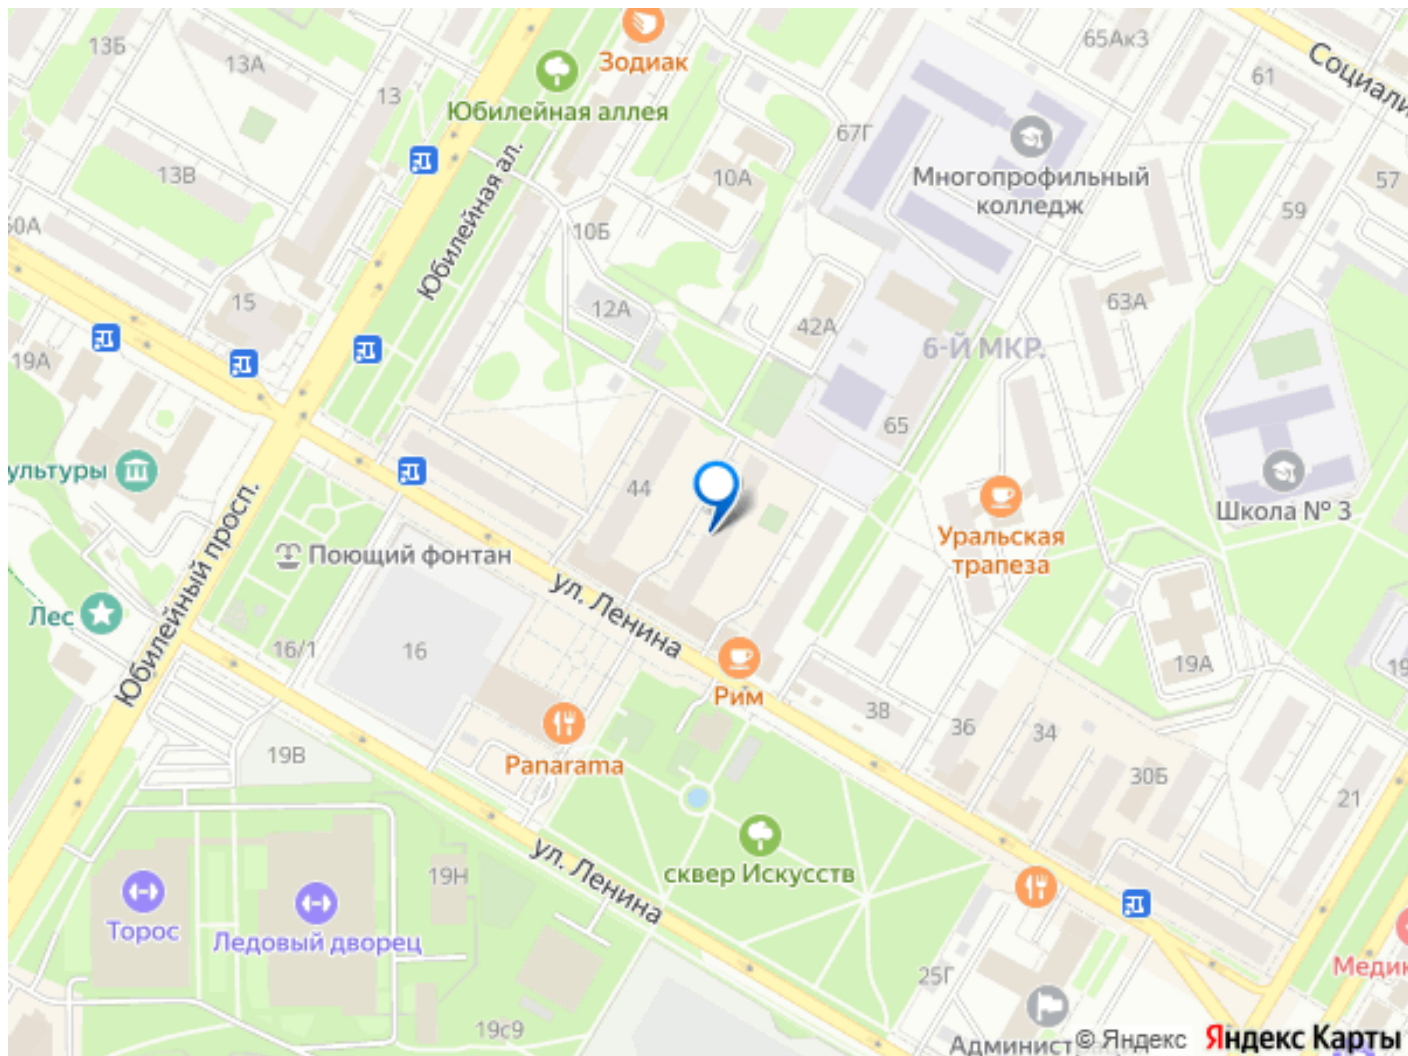 13Б
13А
Зодиак
65Ак3
61
Социали
13
Юбилейная аллея
67Г
57
13В
10А
Многопрофильный
колледж
59
Юбилейная ал.
10Б
15
12А
42А
63А
6-Й МКР.
19А
65
ультуры
44
Школа № 3
Уральская
трапеза
Юбилейный просп.
Поющий фонтан
ул. Ленина
Лес
16/1
16
19А
Рим
38
36
34
19В
Panarama
30Б
21
ул. Ленина
сквер Искусств
19Н
Торос
Ледовый дворец
25Г
Медик
19с9
Админист
© Яндекс
Яндекс Карты